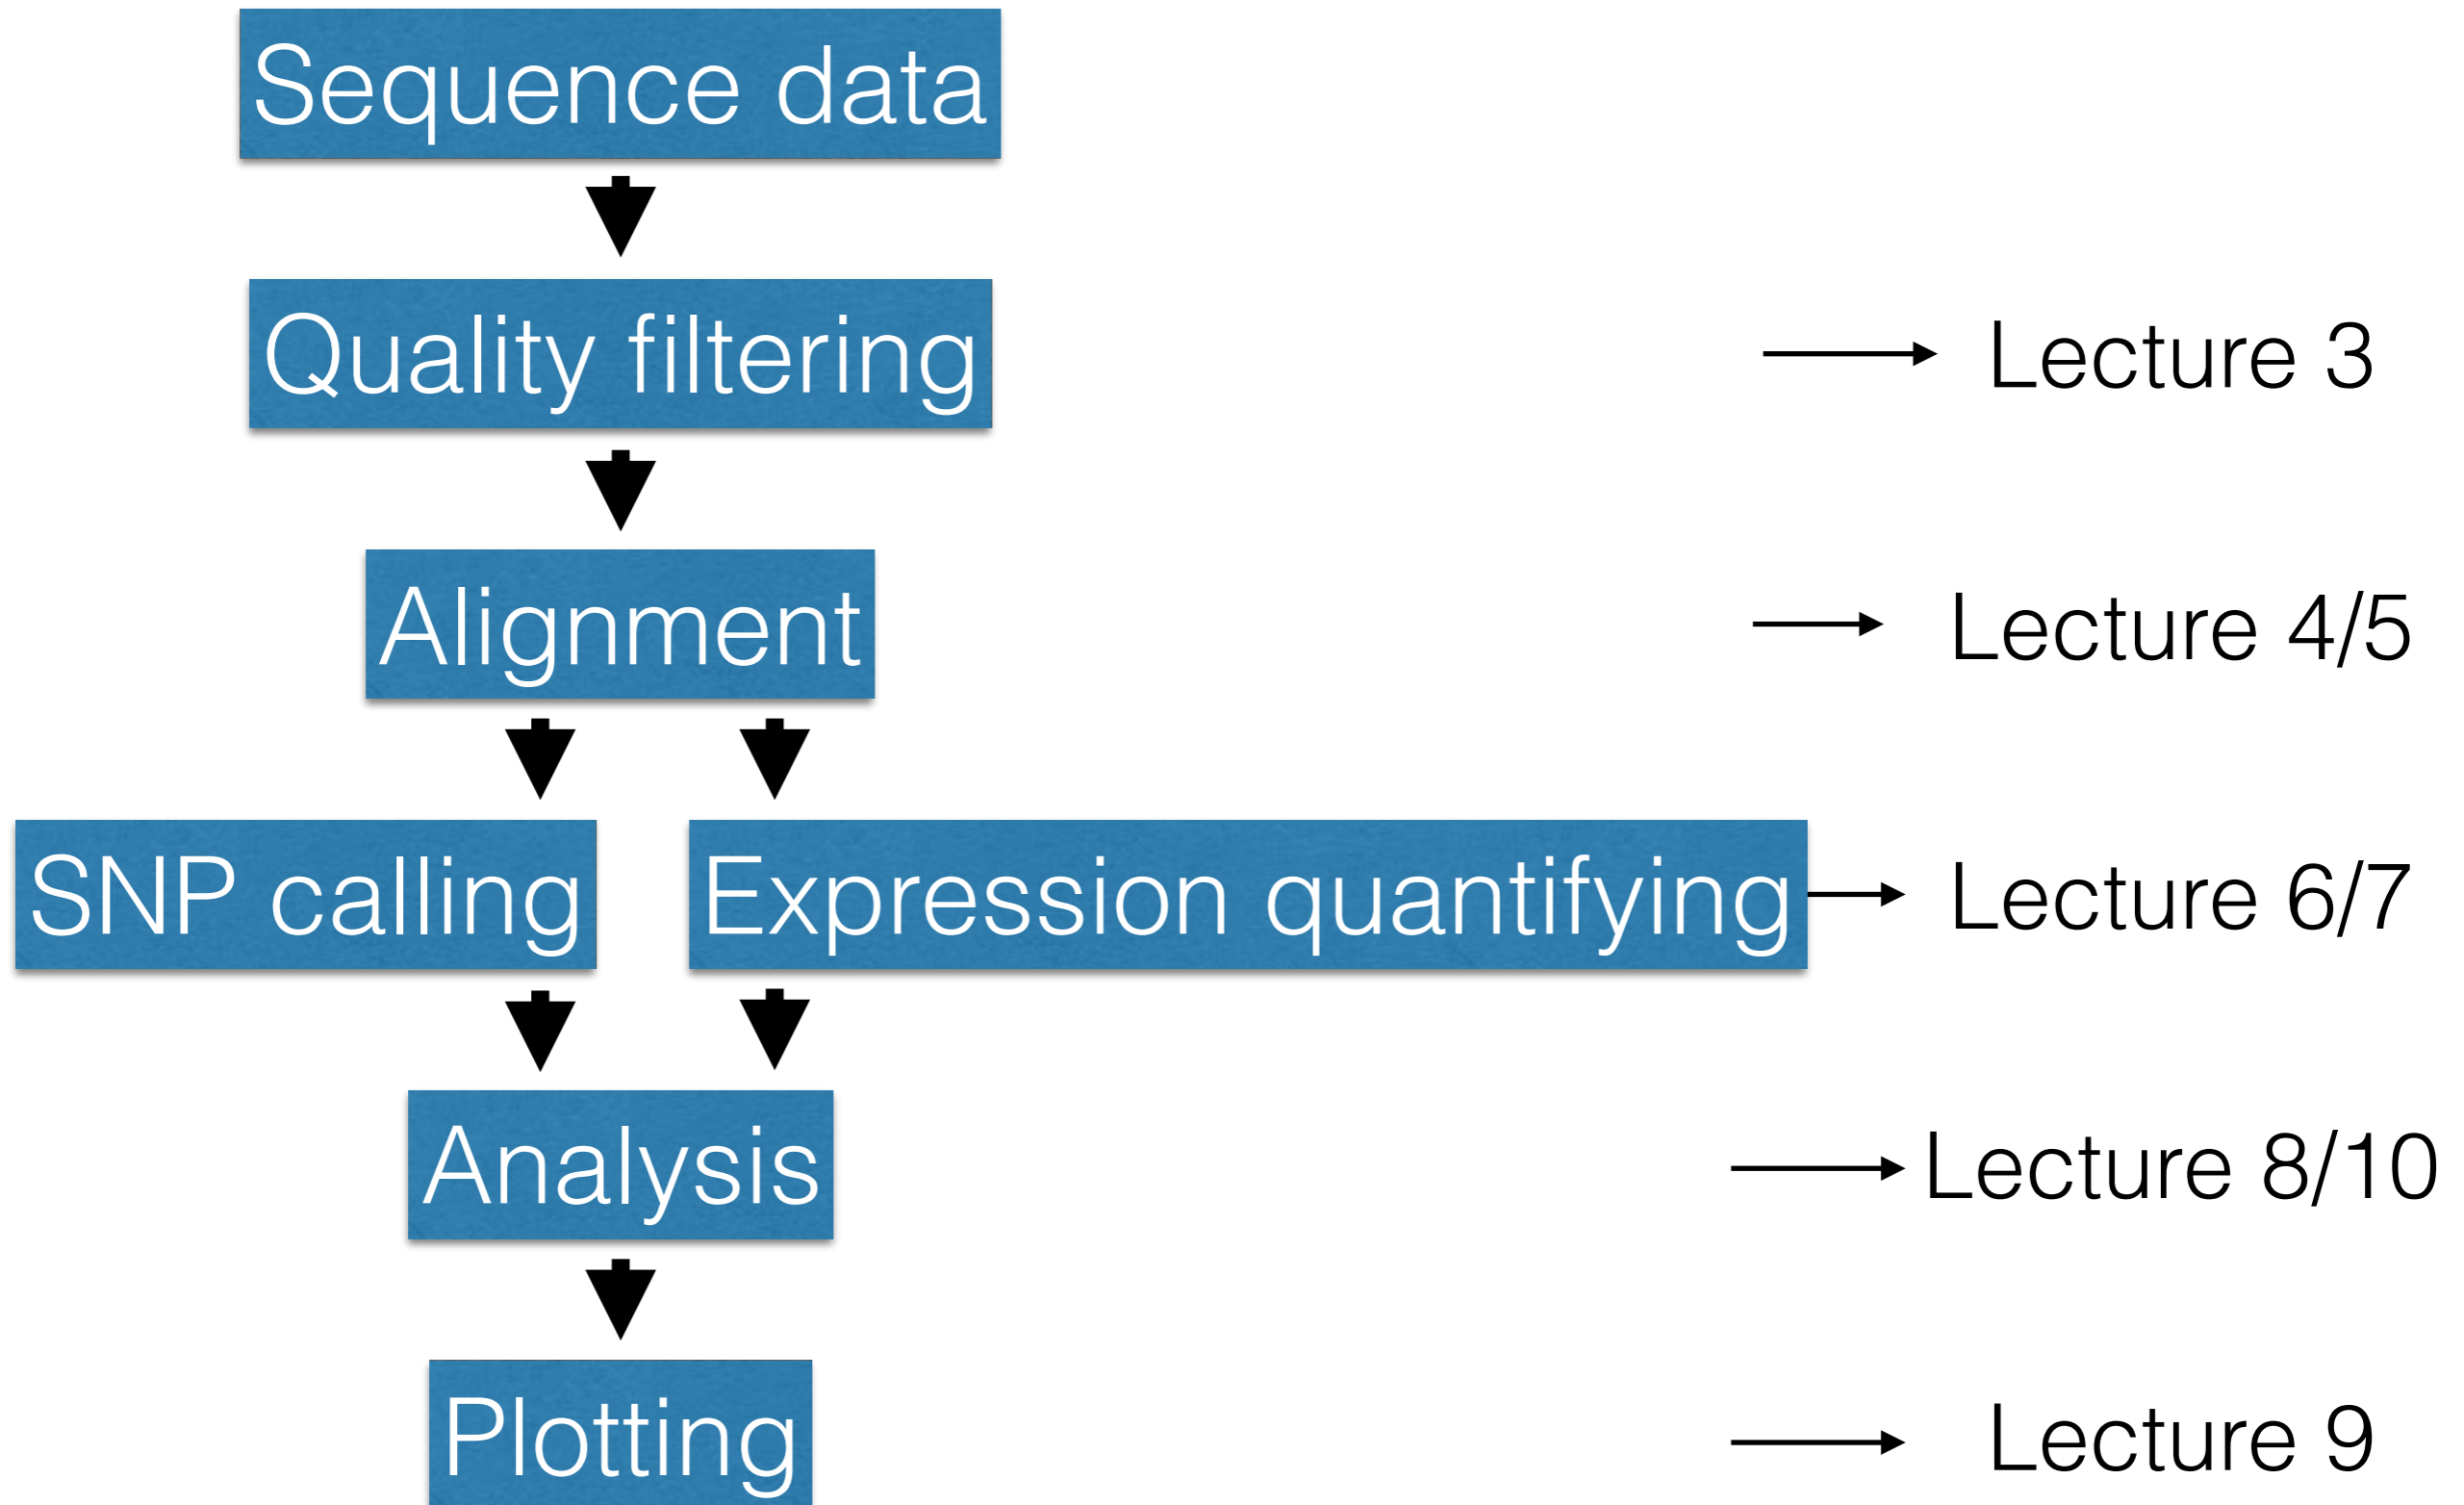 Sequence data
Quality filtering
Lecture 3
Alignment
Lecture 4/5
SNP calling
Expression quantifying
Lecture 6/7
Analysis
Lecture 8/10
Plotting
Lecture 9